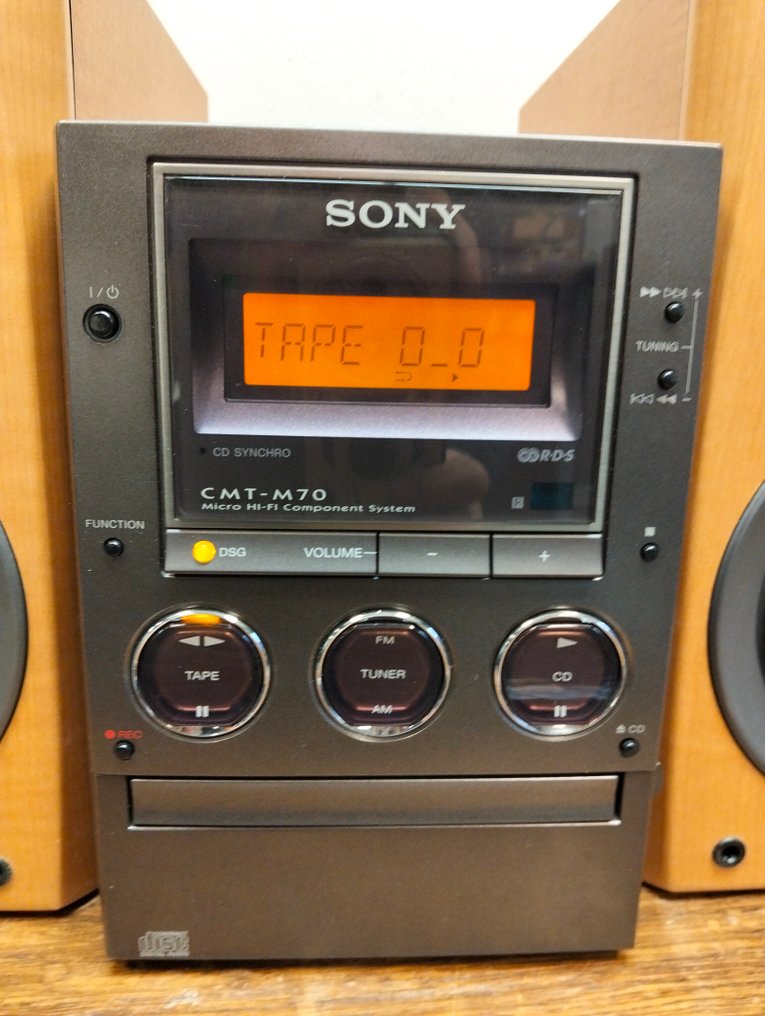 SONY
I/
+
TAPE 0_0
TUNING
−
CD SYNCHRO
R·D·S
CMT-M70
Micro HI-FI Component System
FUNCTION
DSG
VOLUME
−
+
TAPE
FM
TUNER
AM
CD
REC
CD
disc